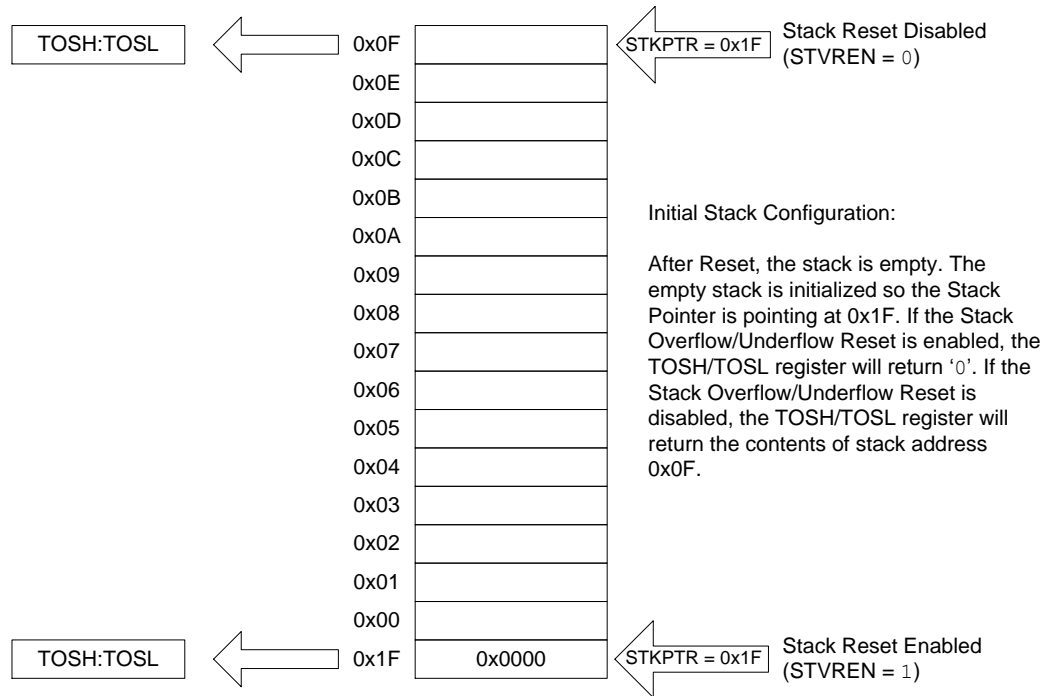 TOSH:TOSL
0x0F
STKPTR = 0x1F
Stack Reset Disabled
(STVREN = 0)
0x0E
0x0D
0x0C
0x0B
0x0A
0x09
0x08
0x07
0x06
0x05
0x04
0x03
0x02
0x01
0x00
Initial Stack Configuration:
After Reset, the stack is empty. The
empty stack is initialized so the Stack
Pointer is pointing at 0x1F. If the Stack
Overflow/Underflow Reset is enabled, the
TOSH/TOSL register will return ‘0’. If the
Stack Overflow/Underflow Reset is
disabled, the TOSH/TOSL register will
return the contents of stack address
0x0F.
TOSH:TOSL
0x1F
0x0000
STKPTR = 0x1F
Stack Reset Enabled
(STVREN = 1)